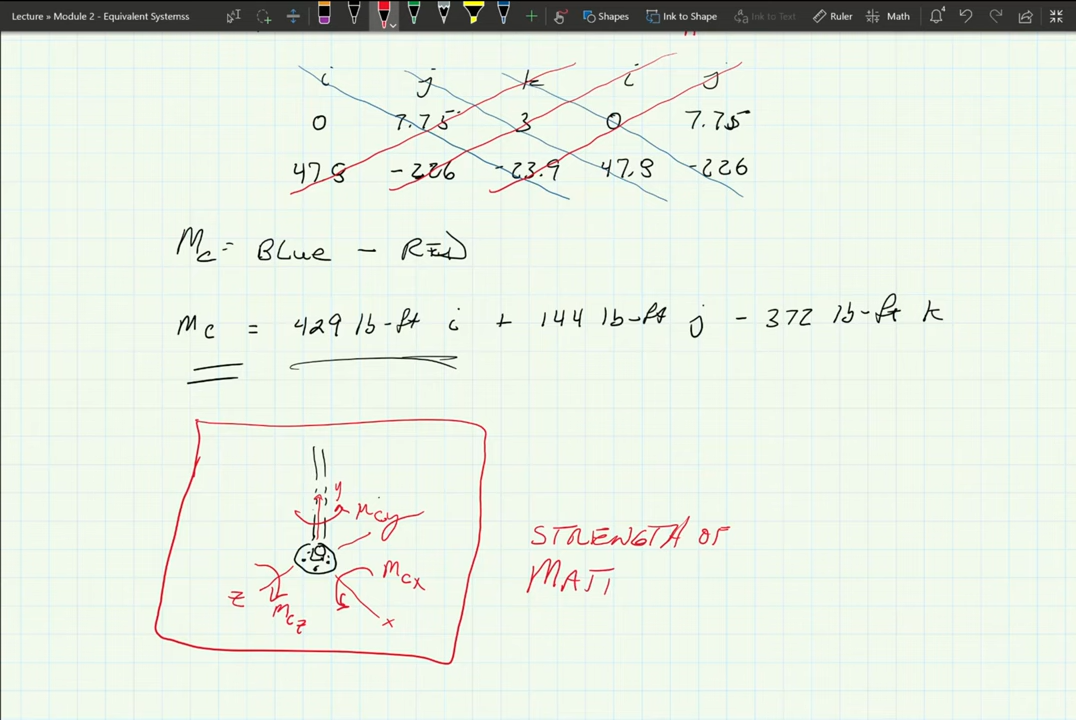 Lecture » Module 2 - Equivalent Systemss
Shapes Ink to Shape Ink to Text Ruler Math 4
i j k i j
0 7.75 3 0 7.75
47.8 -226 -23.9 47.8 -226
Mc = BLUE - RED
Mc = 429 lb-ft i + 144 lb-ft j - 372 lb-ft k
y
Mcy
Mcx
z
Mcz
x
STRENGTH OF
MATI